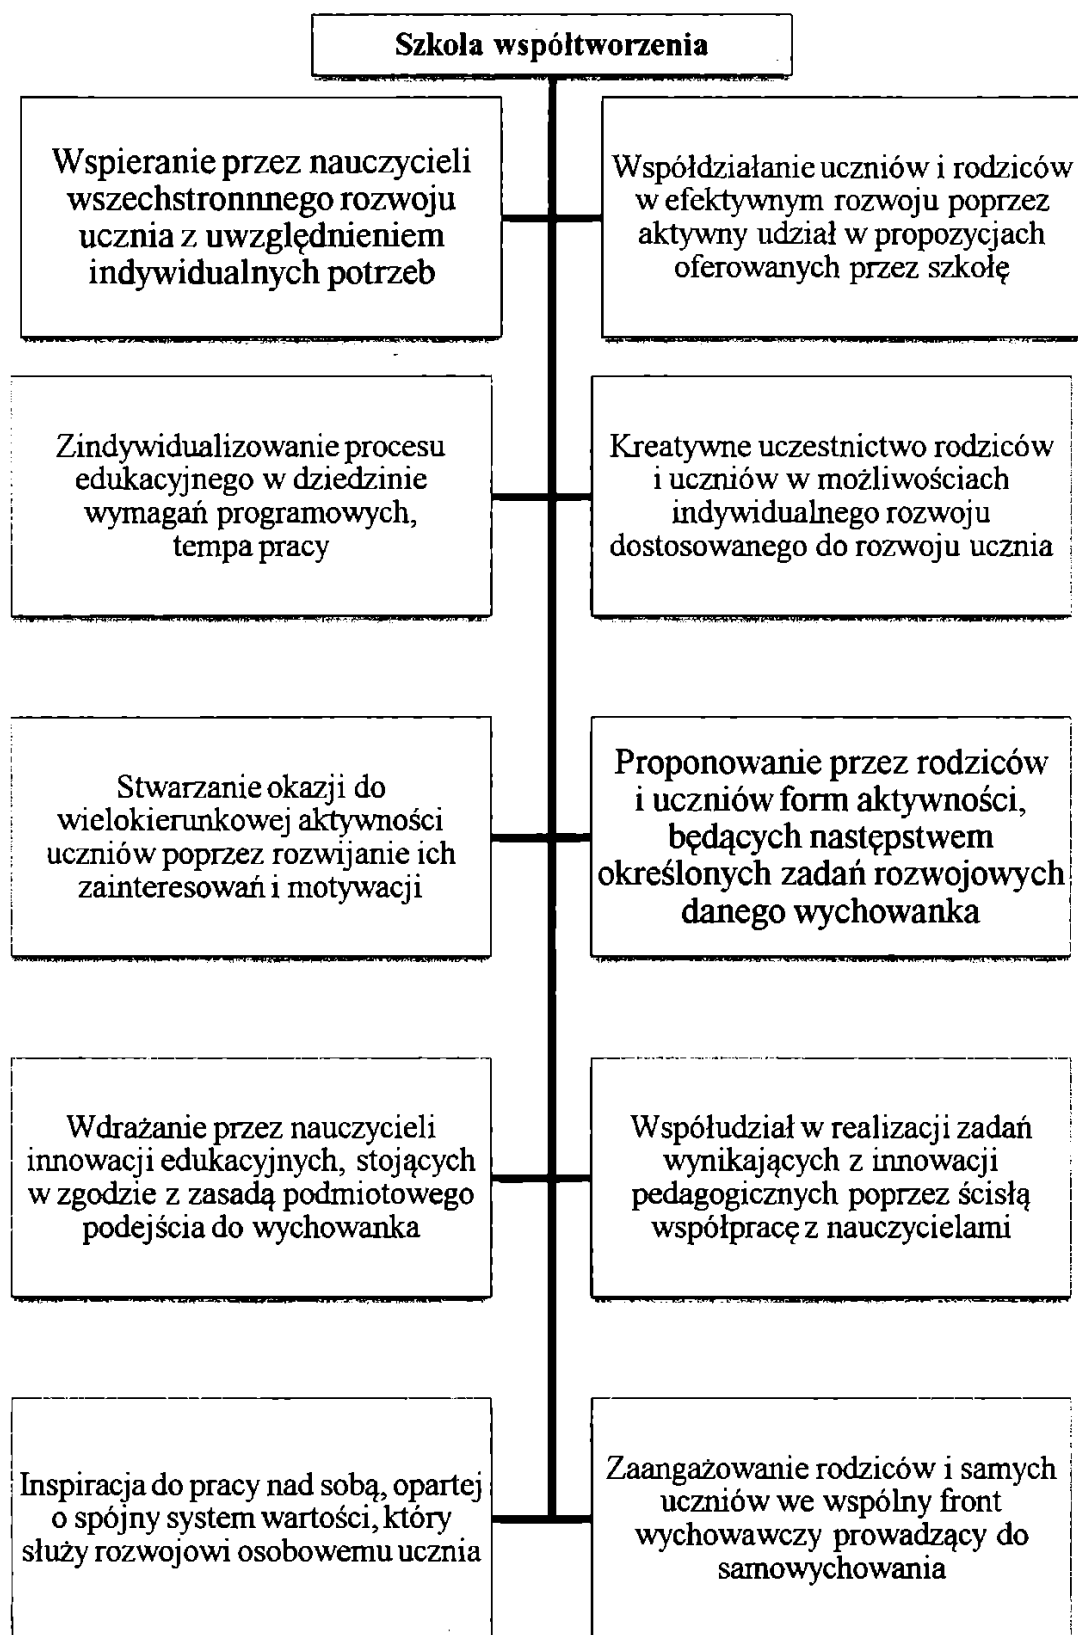 Szkoła współtworzenia
Wspieranie przez nauczycieli
wszechstronnnego rozwoju
ucznia z uwzględnieniem
indywidualnych potrzeb
Współdziałanie uczniów i rodziców
w efektywnym rozwoju poprzez
aktywny udział w propozycjach
oferowanych przez szkołę
Zindywidualizowanie procesu
edukacyjnego w dziedzinie
wymagań programowych,
tempa pracy
Kreatywne uczestnictwo rodziców
i uczniów w możliwościach
indywidualnego rozwoju
dostosowanego do rozwoju ucznia
Stwarzanie okazji do
wielokierunkowej aktywności
uczniów poprzez rozwijanie ich
zainteresowań i motywacji
Proponowanie przez rodziców
i uczniów form aktywności,
będących następstwem
określonych zadań rozwojowych
danego wychowanka
Wdrażanie przez nauczycieli
innowacji edukacyjnych, stojących
w zgodzie z zasadą podmiotowego
podejścia do wychowanka
Współudział w realizacji zadań
wynikających z innowacji
pedagogicznych poprzez ścisłą
współpracę z nauczycielami
Inspiracja do pracy nad sobą, opartej
o spójny system wartości, który
służy rozwojowi osobowemu ucznia
Zaangażowanie rodziców i samych
uczniów we wspólny front
wychowawczy prowadzący do
samowychowania